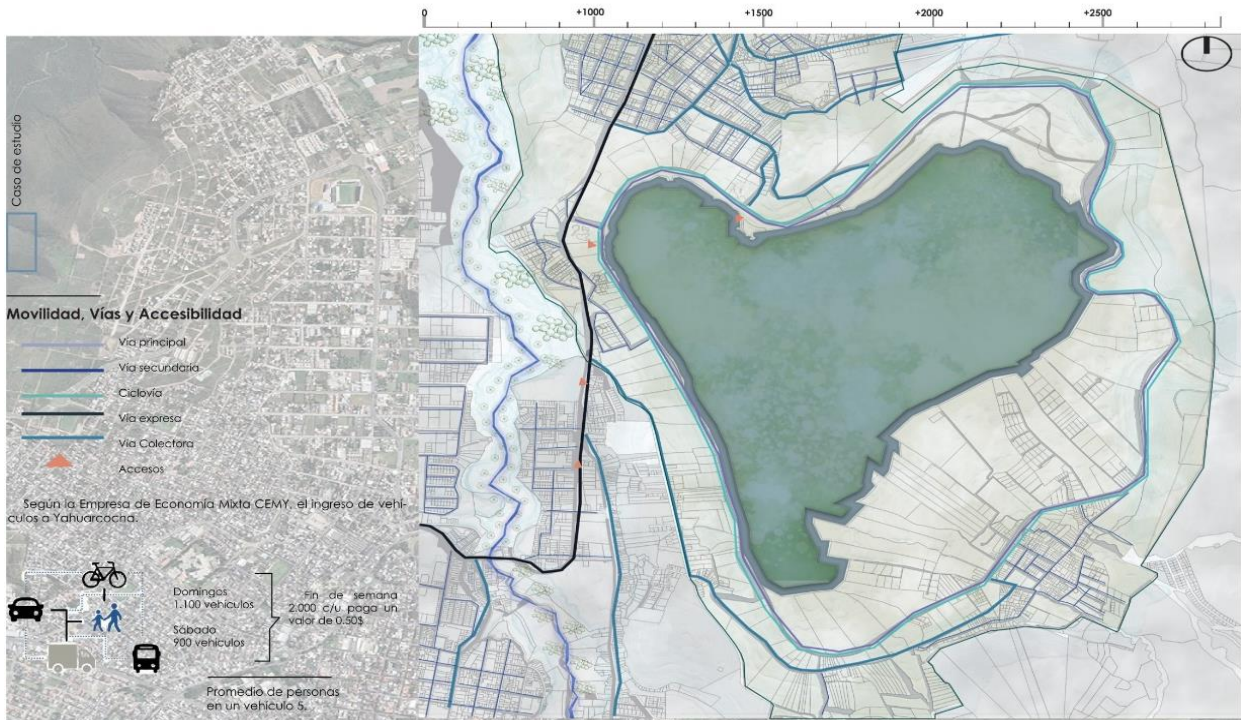 0 +1000 +1500 +2000 +2500
Caso de estudio
Movilidad, Vías y Accesibilidad
Vía principal
Vía secundaria
Ciclovía
Vía expresa
Vía Colectora
Accesos
Según la Empresa de Economía Mixta CEMY, el ingreso de vehí-
culos a Yahuarcocha.
Domingos
1.100 vehículos
Sábado
900 vehículos
Fin de semana
2.000 c/u paga un
valor de 0.50$
Promedio de personas
en un vehículo 5.